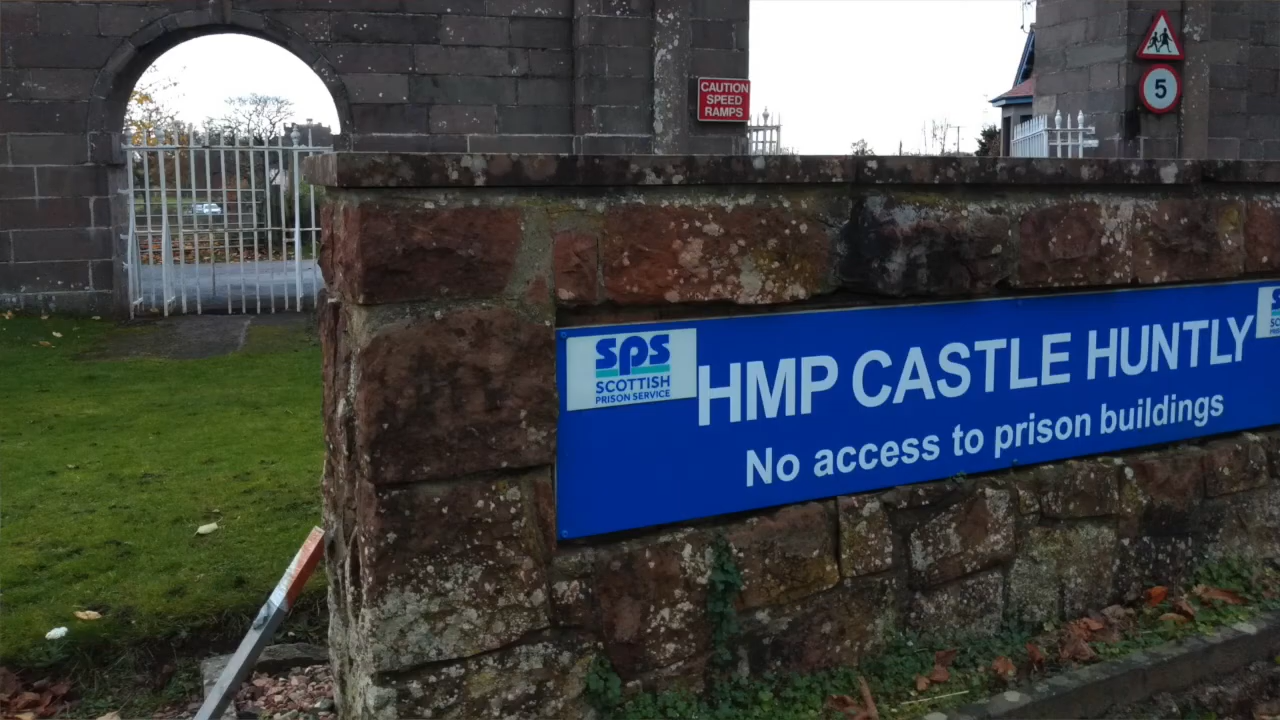 CAUTION
SPEED
RAMPS
5
sps
SCOTTISH
PRISON SERVICE
HMP CASTLE HUNTLY
No access to prison buildings